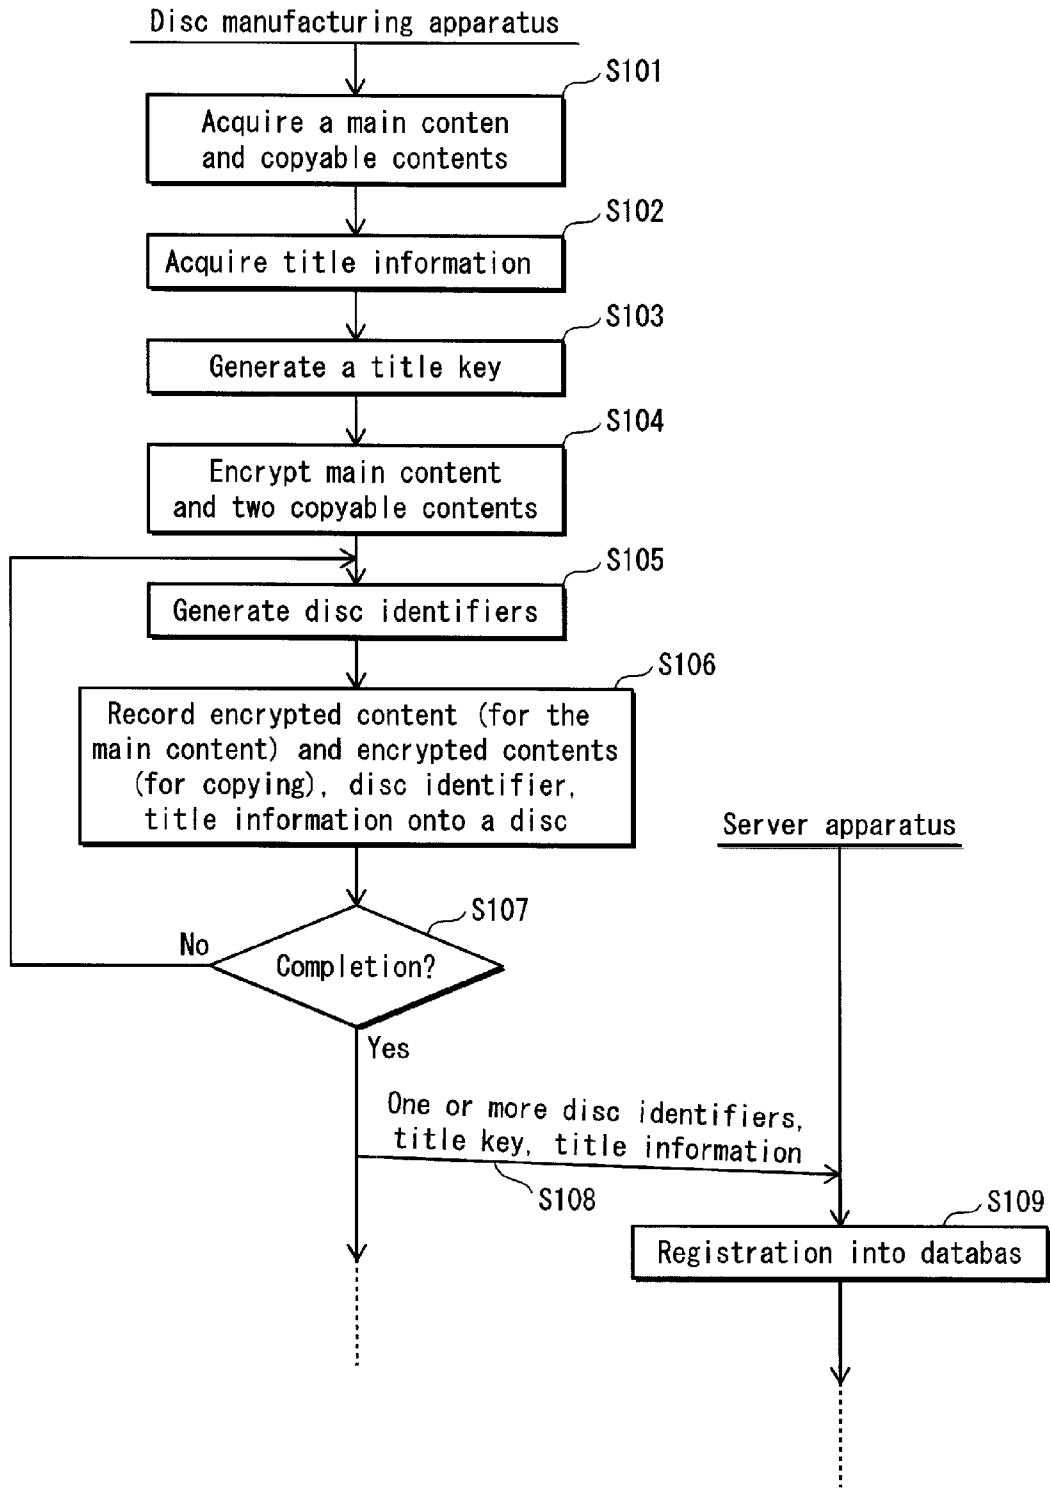 Disc manufacturing apparatus
S101
Acquire a main conten
and copyable contents
S102
Acquire title information
S103
Generate a title key
S104
Encrypt main content
and two copyable contents
S105
Generate disc identifiers
S106
Record encrypted content (for the
main content) and encrypted contents
(for copying), disc identifier,
title information onto a disc
Server apparatus
S107
No
Completion?
Yes
One or more disc identifiers,
title key, title information
S108
S109
Registration into databas